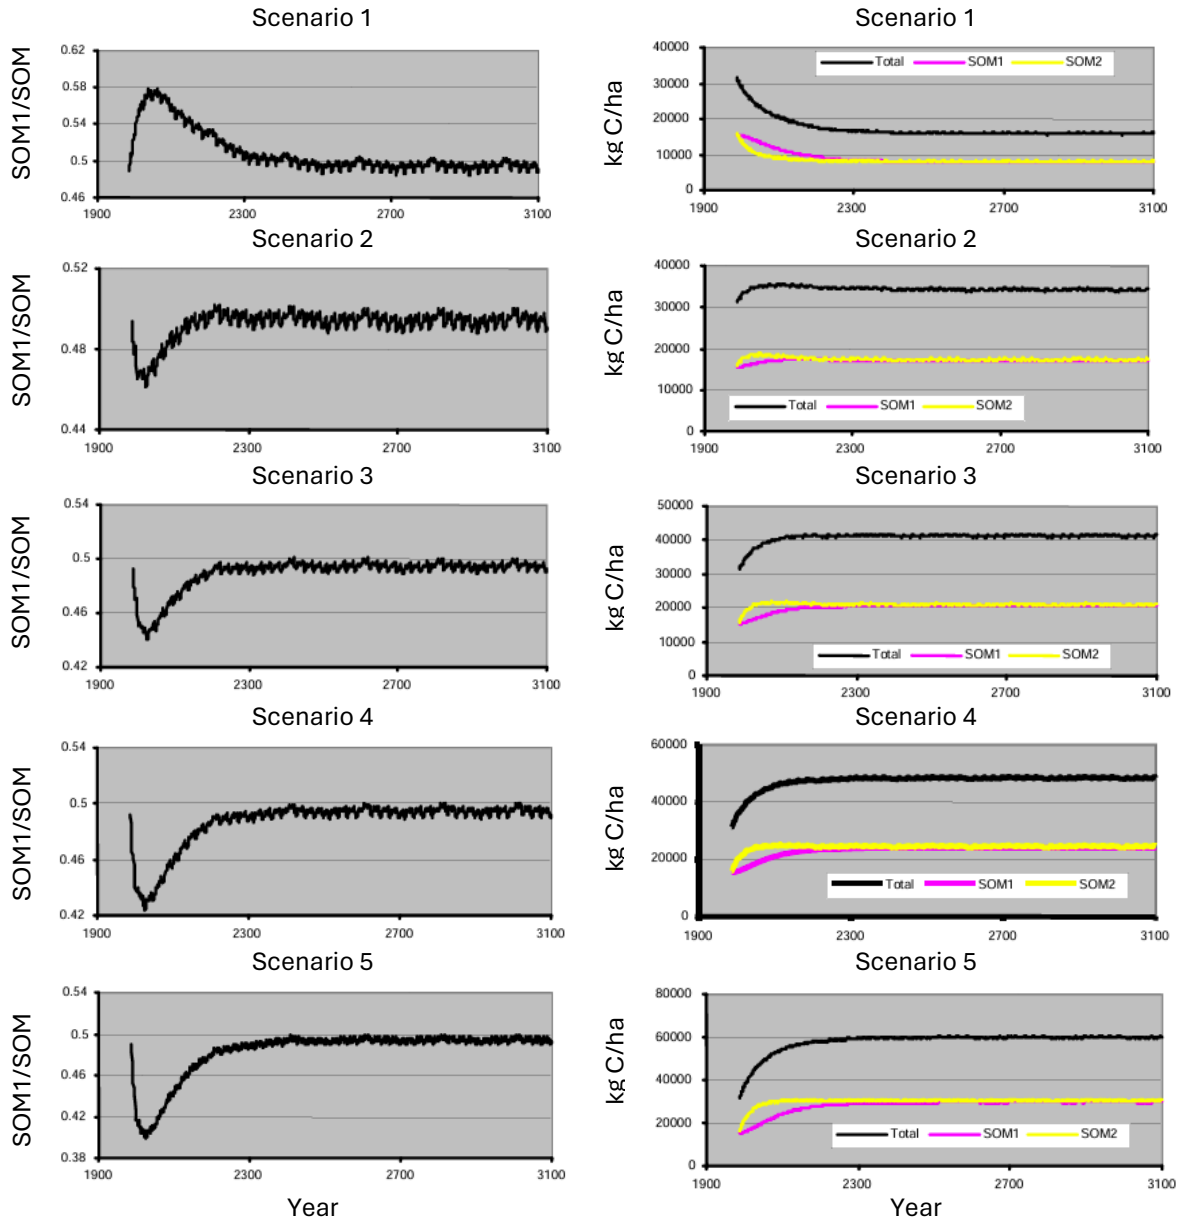 Scenario 1
SOM1/SOM
0.62
0.58
0.54
0.5
0.46
1900 2300 2700 3100
Scenario 1
kg C/ha
40000
30000
20000
10000
0
Total SOM1 SOM2
1900 2300 2700 3100
Scenario 2
SOM1/SOM
0.52
0.48
0.44
1900 2300 2700 3100
Scenario 2
kg C/ha
40000
30000
20000
10000
0
Total SOM1 SOM2
1900 2300 2700 3100
Scenario 3
SOM1/SOM
0.54
0.5
0.46
0.42
1900 2300 2700 3100
Scenario 3
kg C/ha
50000
40000
30000
20000
10000
0
Total SOM1 SOM2
1900 2300 2700 3100
Scenario 4
SOM1/SOM
0.54
0.5
0.46
0.42
1900 2300 2700 3100
Scenario 4
kg C/ha
60000
40000
20000
0
Total SOM1 SOM2
1900 2300 2700 3100
Scenario 5
SOM1/SOM
0.54
0.5
0.46
0.42
0.38
1900 2300 2700 3100
Year
Scenario 5
kg C/ha
80000
60000
40000
20000
0
Total SOM1 SOM2
1900 2300 2700 3100
Year